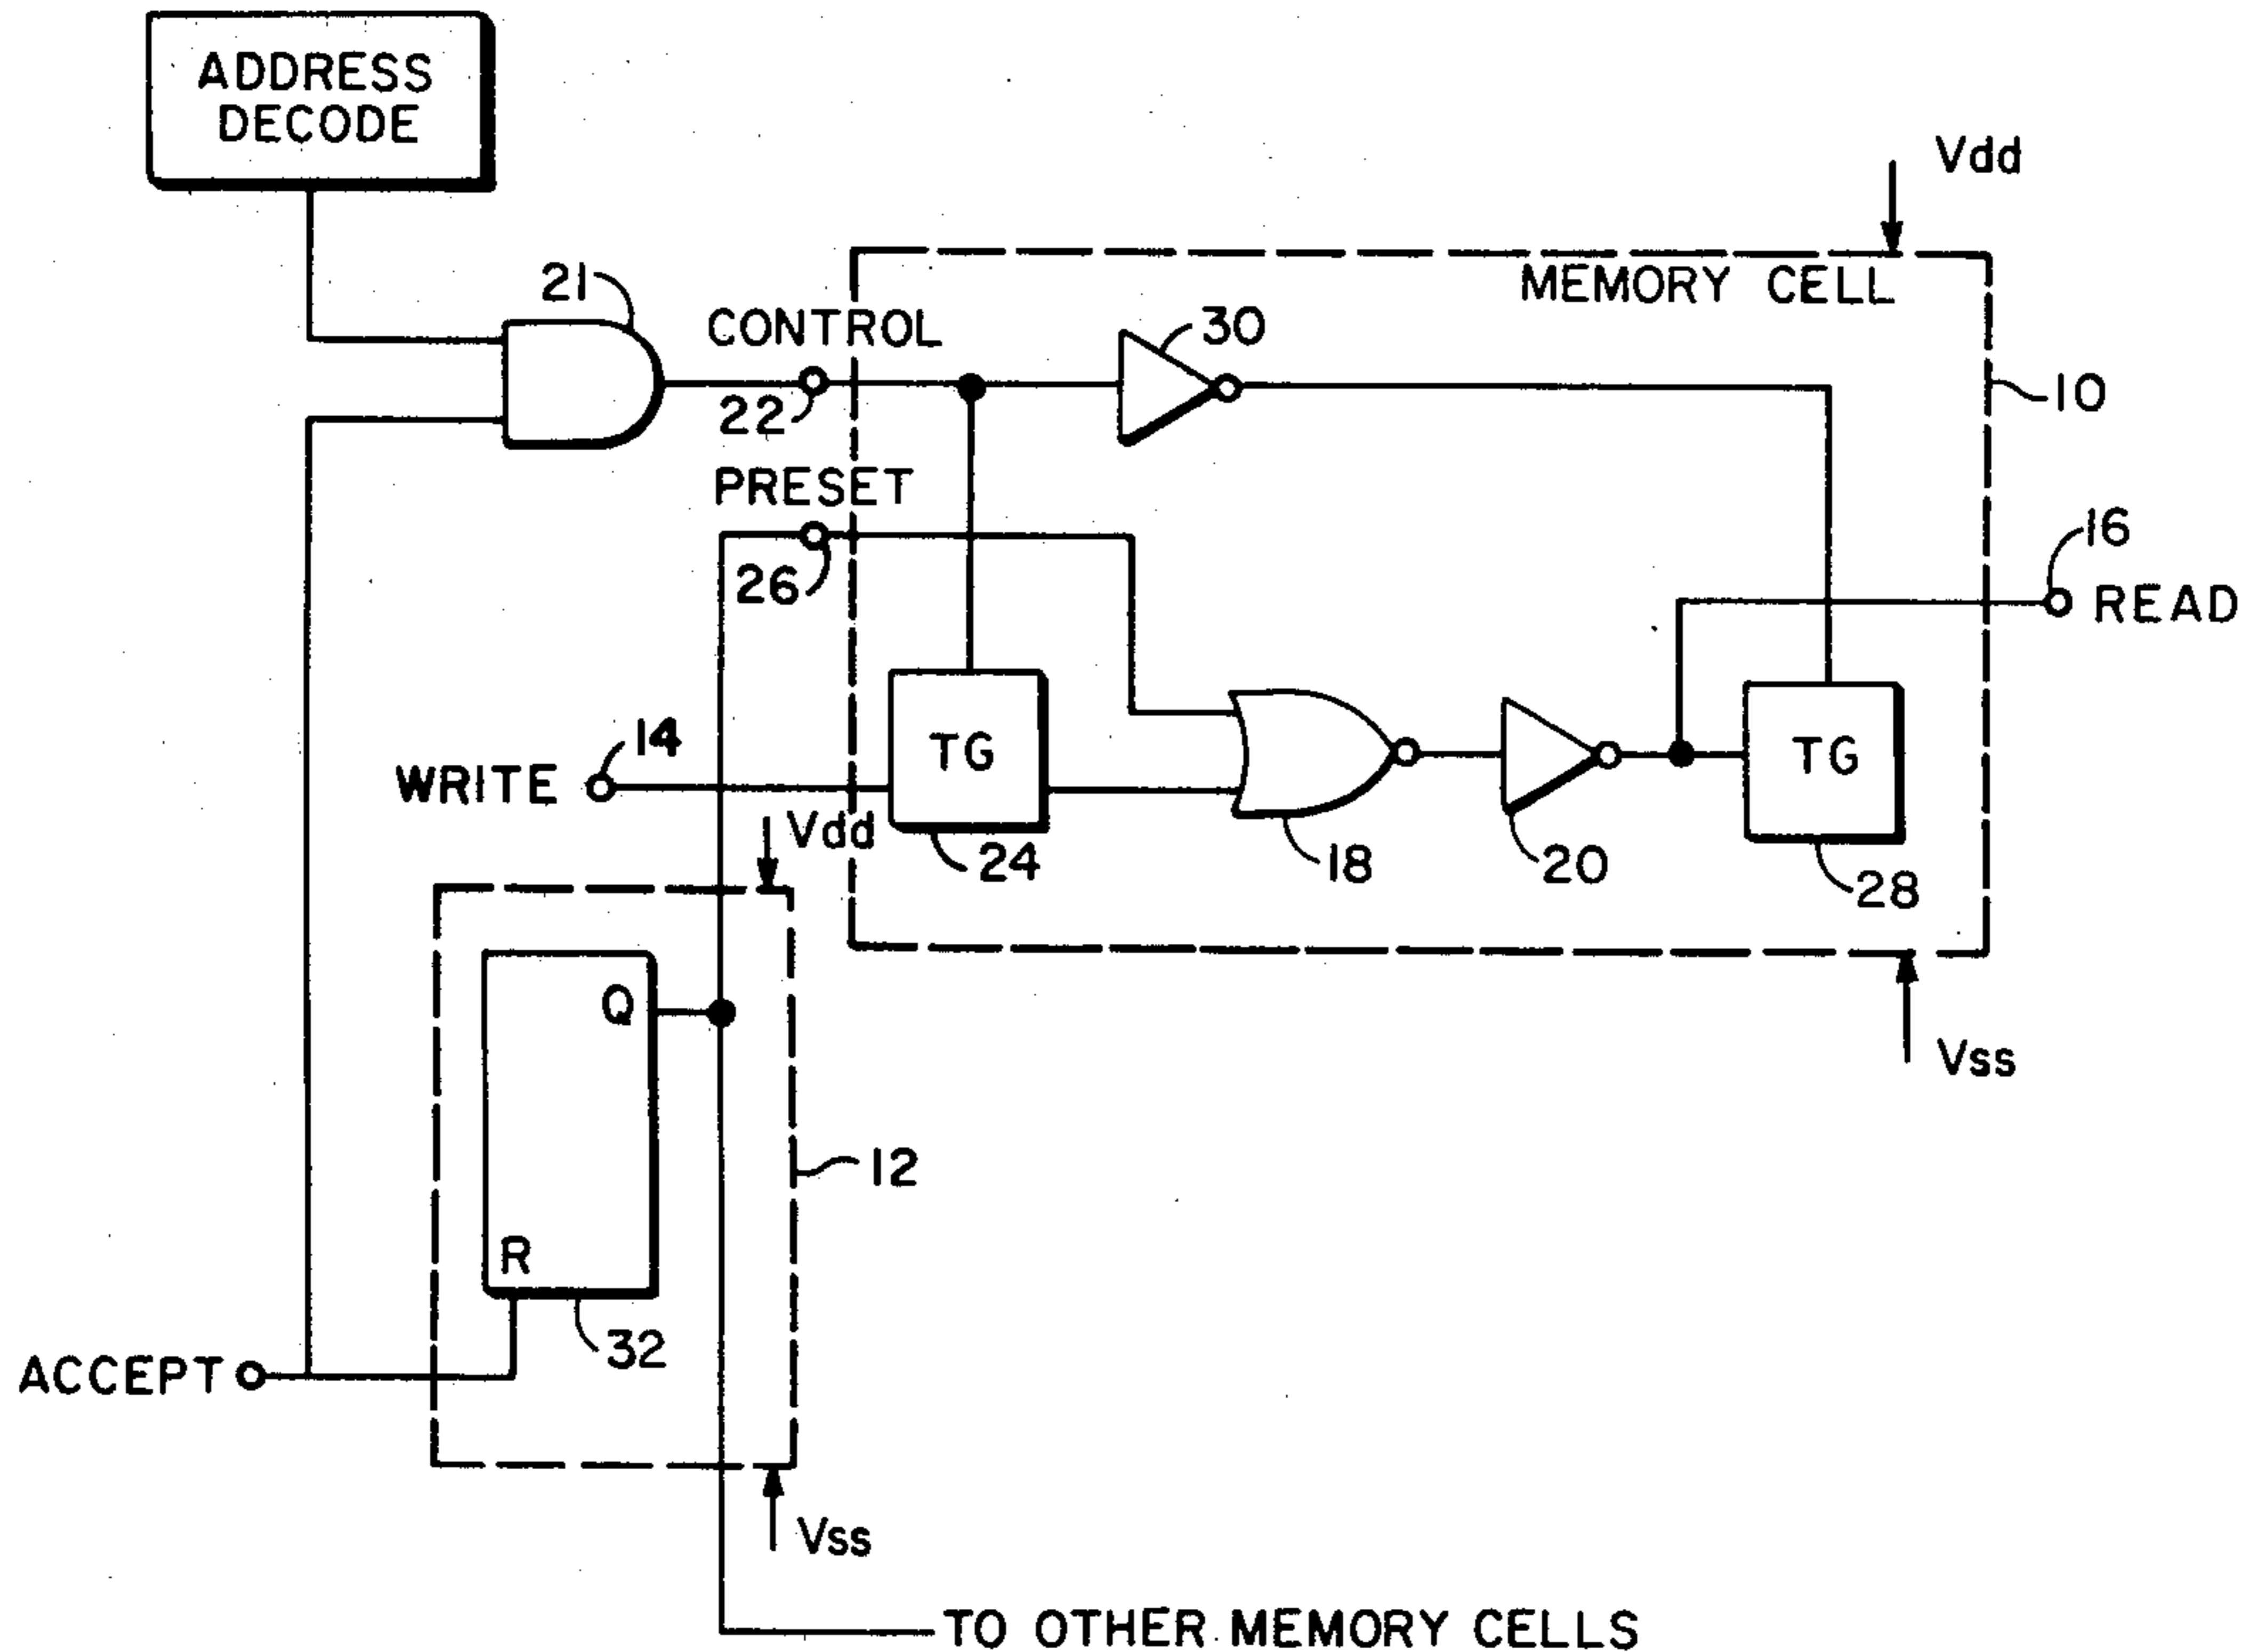 ADDRESS
DECODE
Vdd
MEMORY CELL
21
CONTROL
30
22
10
PRESET
16
26
READ
14
TG
TG
WRITE
Vdd
24
18
20
28
Q
Vss
12
R
32
ACCEPT
Vss
TO OTHER MEMORY CELLS